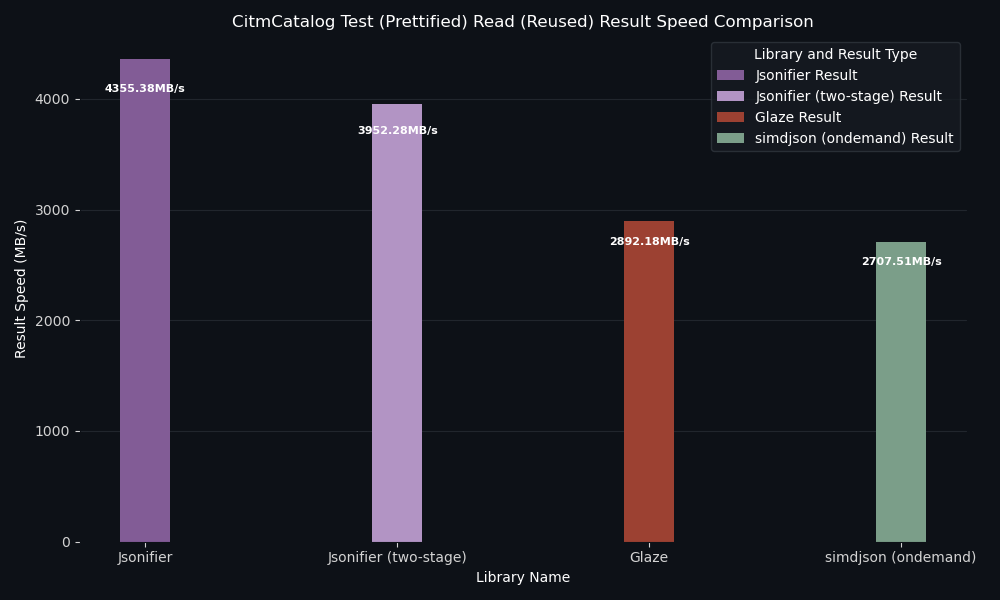 CitmCatalog Test (Prettified) Read (Reused) Result Speed Comparison
Library and Result Type
Jsonifier Result
Jsonifier (two-stage) Result
Glaze Result
simdjson (ondemand) Result
4355.38MB/s
3952.28MB/s
2892.18MB/s
2707.51MB/s
Result Speed (MB/s)
4000
3000
2000
1000
0
Jsonifier
Jsonifier (two-stage)
Glaze
simdjson (ondemand)
Library Name